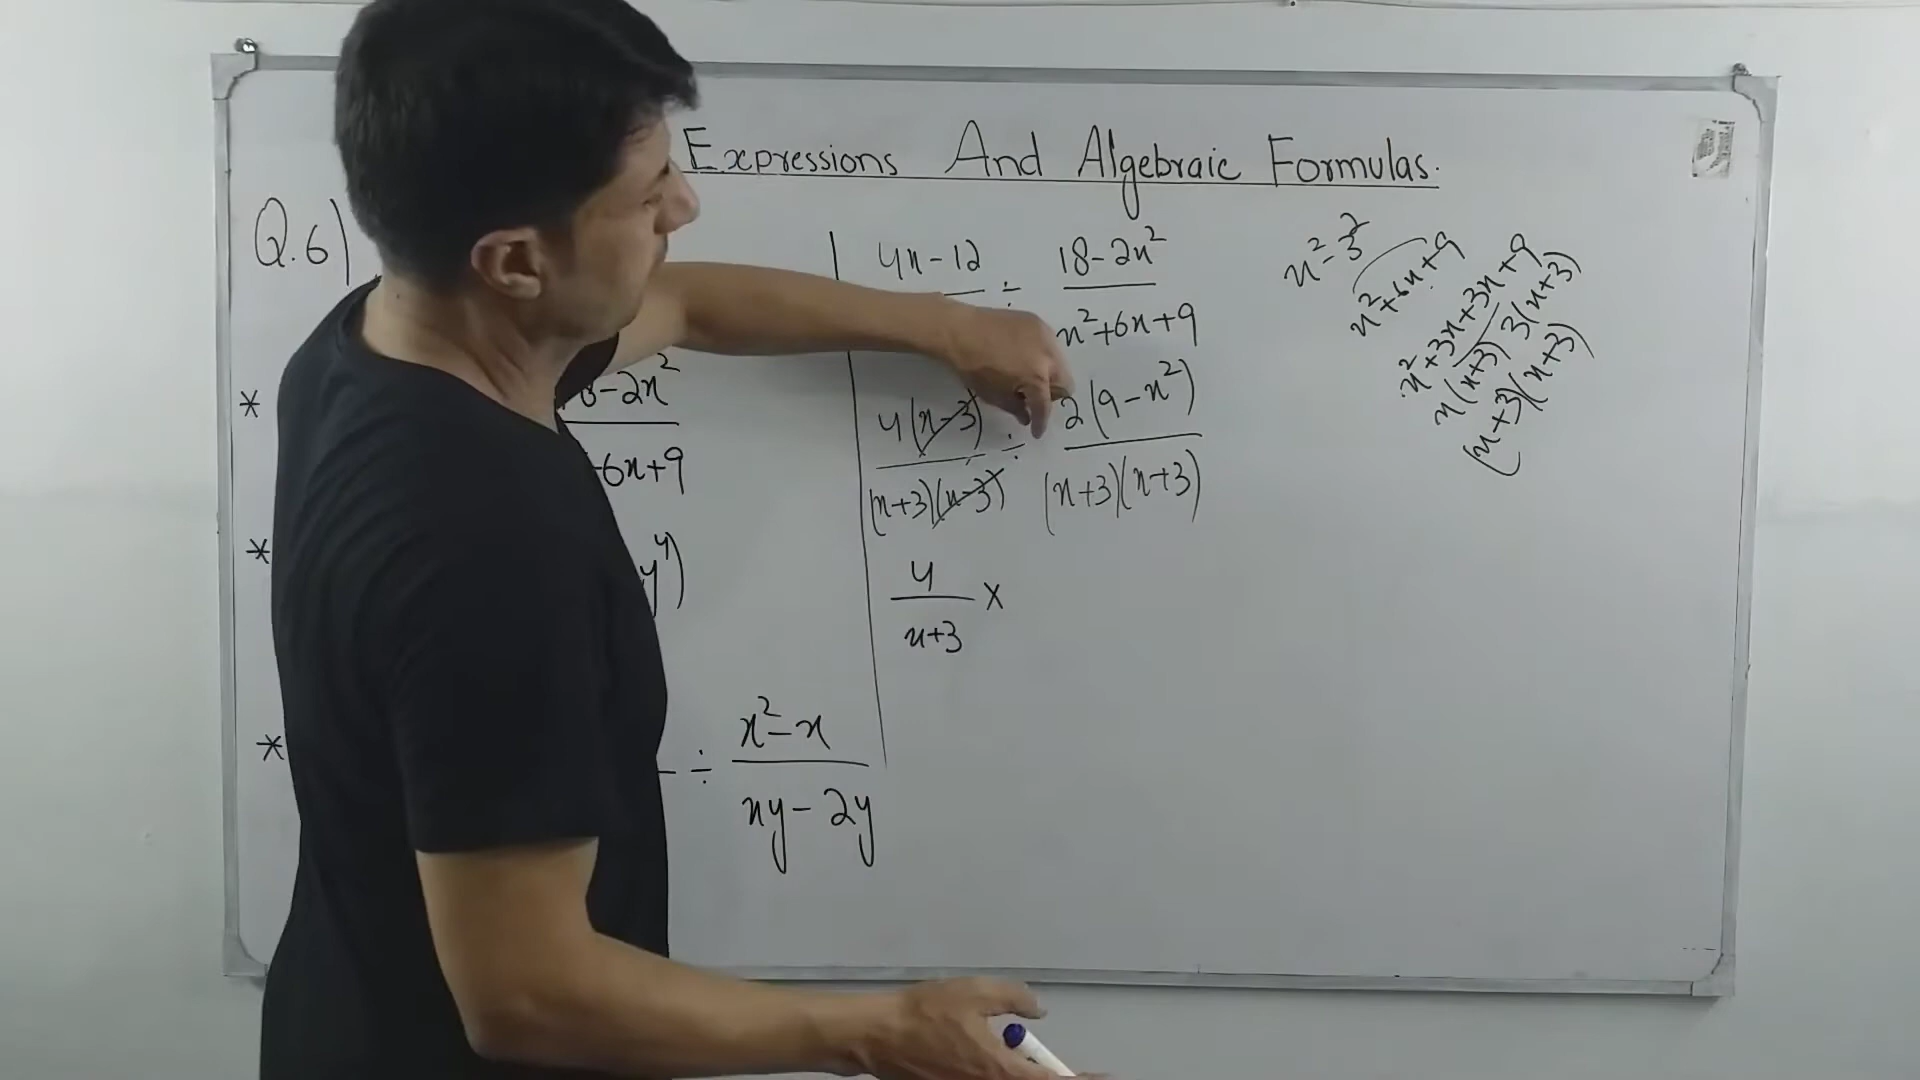 Expressions And Algebraic Formulas.
Q.6)
4x-12 ÷ 18-2x²
x²+6x+9
* 8-2x²
6x+9
*
y⁴)
* ÷ x²-x
xy-2y
4(x-3) ÷ 2(9-x²)
(x+3)(x-3) (x+3)(x+3)
4 ×
x+3
x²-3²
x²+6x+9
x²+3x+3x+9
x(x+3) 3(x+3)
(x+3)(x+3)